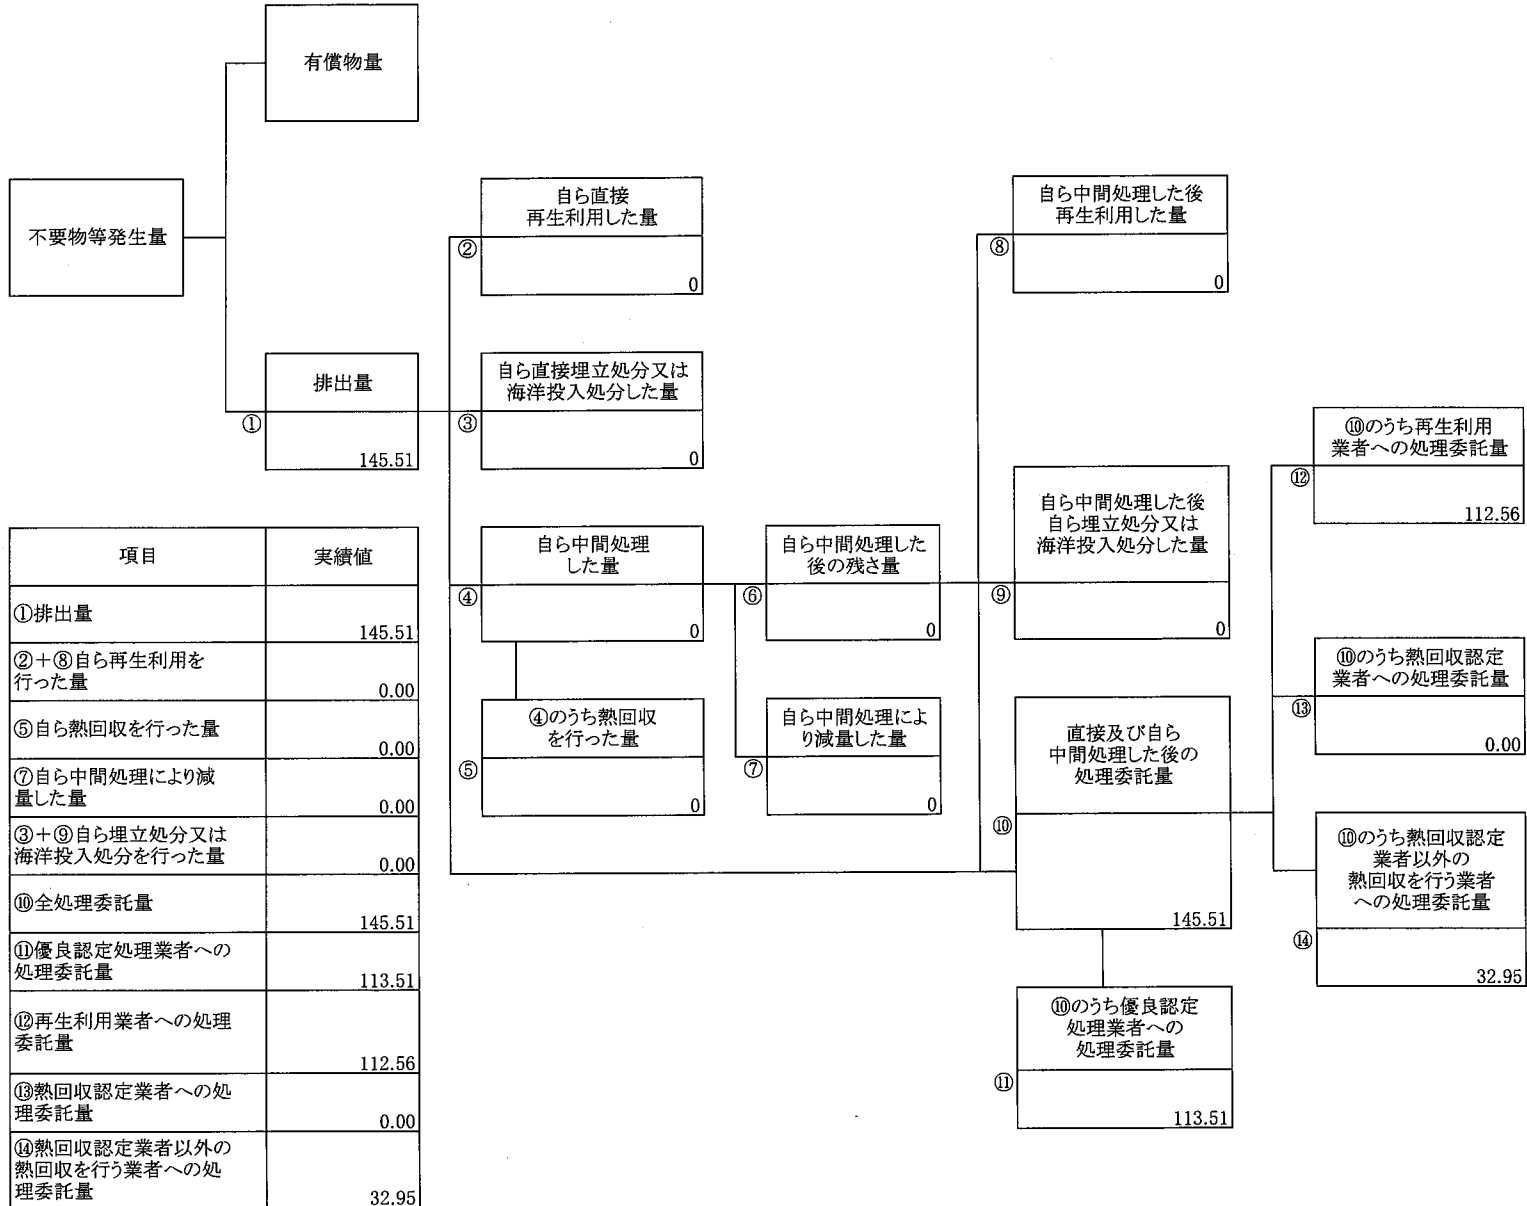 有償物量
不要物等発生量
排出量
①
145.51
自ら直接
再生利用した量
②
0
自ら直接埋立処分又は
海洋投入処分した量
③
0
自ら中間処理
した量
④
0
④のうち熱回収
を行った量
⑤
0
自ら中間処理した
後の残さ量
⑥
0
自ら中間処理によ
り減量した量
⑦
0
自ら中間処理した後
再生利用した量
⑧
0
自ら中間処理した後
自ら埋立処分又は
海洋投入処分した量
⑨
0
直接及び自ら
中間処理した後の
処理委託量
⑩
145.51
⑩のうち優良認定
処理業者への
処理委託量
⑪
113.51
⑩のうち再生利用
業者への処理委託量
⑫
112.56
⑩のうち熱回収認定
業者への処理委託量
⑬
0.00
⑩のうち熱回収認定
業者以外の
熱回収を行う業者
への処理委託量
⑭
32.95
項目 実績値
①排出量
145.51
②＋⑧自ら再生利用を
行った量
0.00
⑤自ら熱回収を行った量
0.00
⑦自ら中間処理により減
量した量
0.00
③＋⑨自ら埋立処分又は
海洋投入処分を行った量
0.00
⑩全処理委託量
145.51
⑪優良認定処理業者への
処理委託量
113.51
⑫再生利用業者への処理
委託量
112.56
⑬熱回収認定業者への処
理委託量
0.00
⑭熱回収認定業者以外の
熱回収を行う業者への処
理委託量
32.95